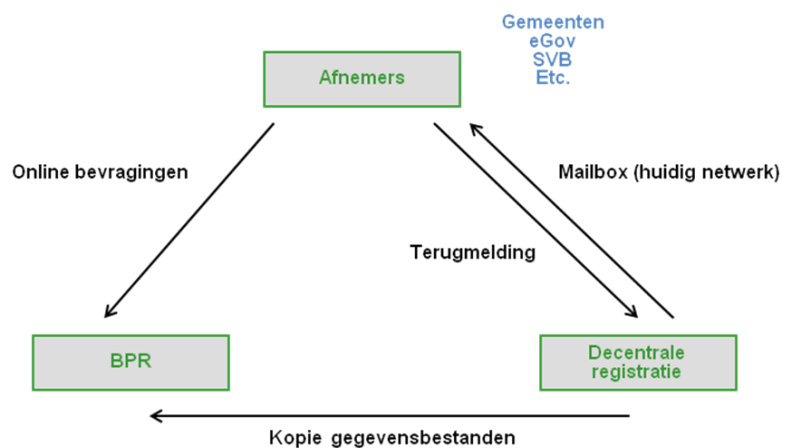 Gemeenten
eGov
SVB
Etc.
Afnemers
Online bevragingen
Mailbox (huidig netwerk)
Terugmelding
BPR
Decentrale
registratie
Kopie gegevensbestanden